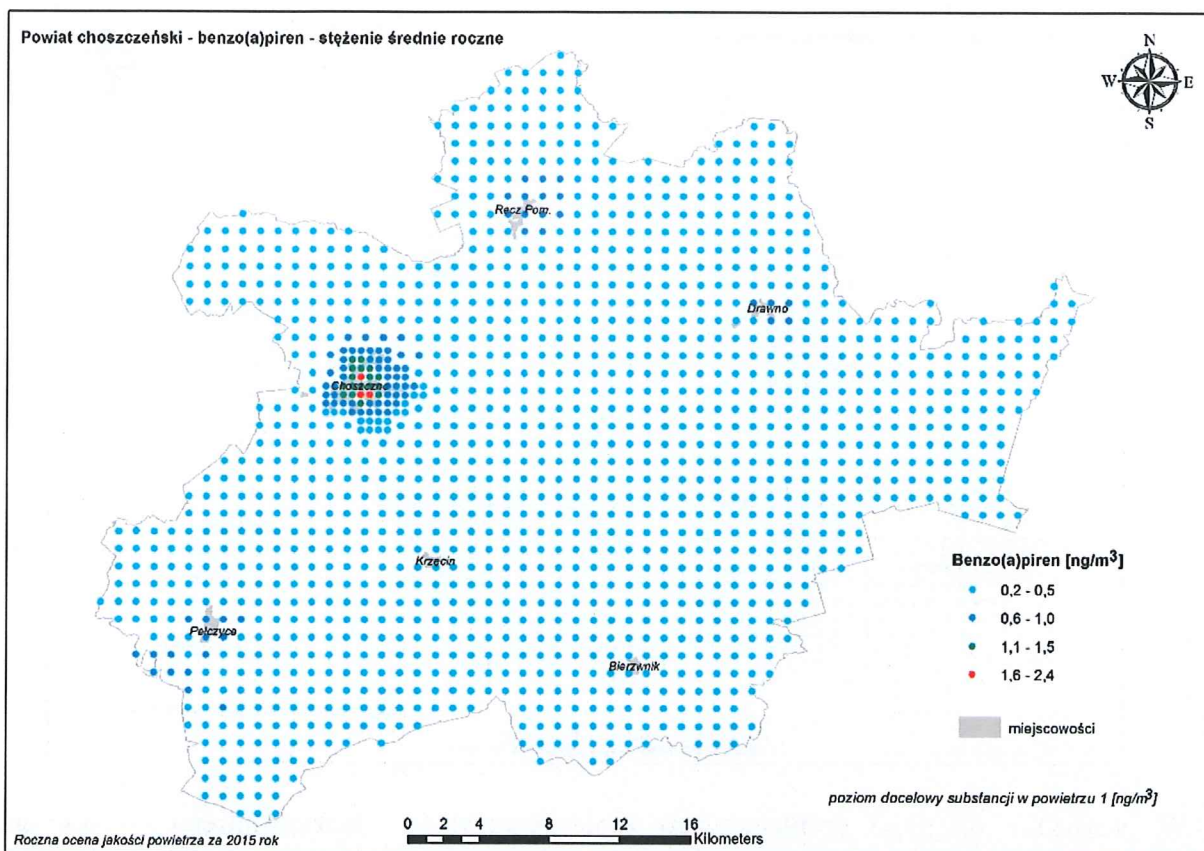 Powiat choszczeński - benzo(a)piren - stężenie średnie roczne
N
W E
S
Recz Pom.
Drawno
Choszczno
Krzęcin
Pełczyce
Bierzwnik
Benzo(a)piren [ng/m³]
0,2 - 0,5
0,6 - 1,0
1,1 - 1,5
1,6 - 2,4
miejscowości
poziom docelowy substancji w powietrzu 1 [ng/m³]
Roczna ocena jakości powietrza za 2015 rok
0 2 4 8 12 16
Kilometers